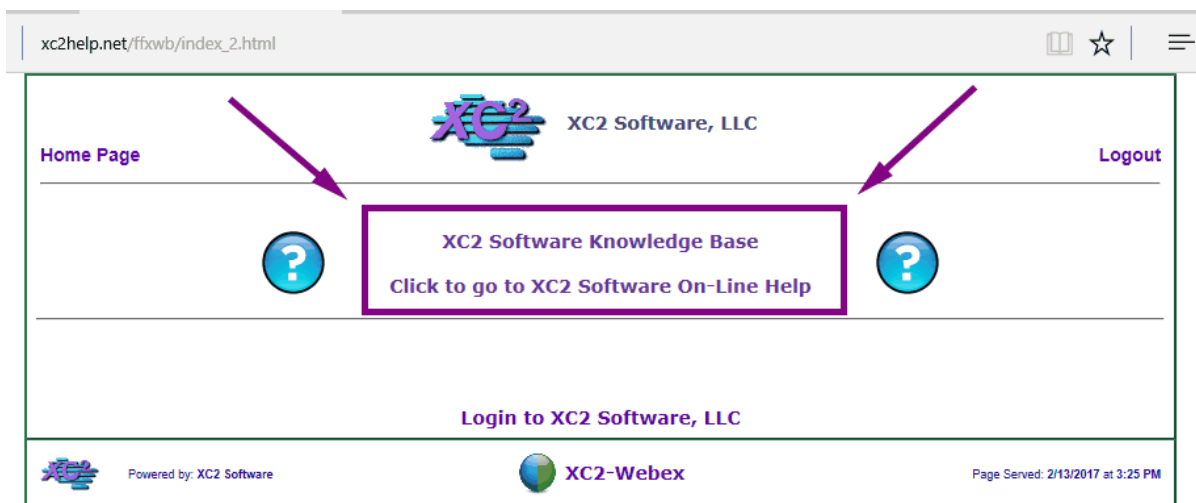 xc2help.net/ffxwb/index_2.html
XC2 XC2 Software, LLC
Home Page Logout
? XC2 Software Knowledge Base ?
Click to go to XC2 Software On-Line Help
Login to XC2 Software, LLC
XC2 Powered by: XC2 Software XC2-Webex Page Served: 2/13/2017 at 3:25 PM